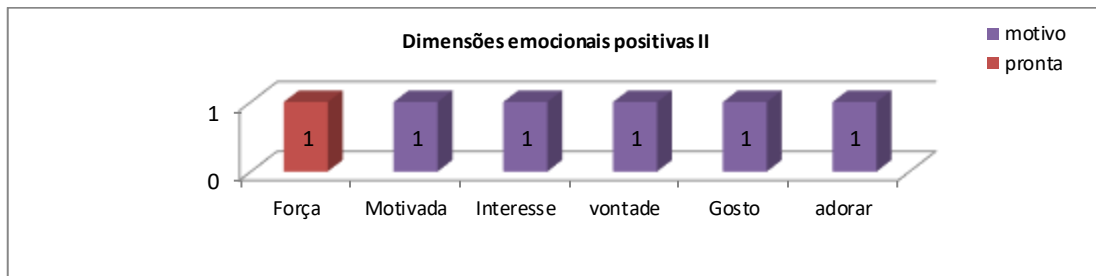 Dimensões emocionais positivas II
motivo
pronta
1
0
1 1 1 1 1 1
Força Motivada Interesse vontade Gosto adorar